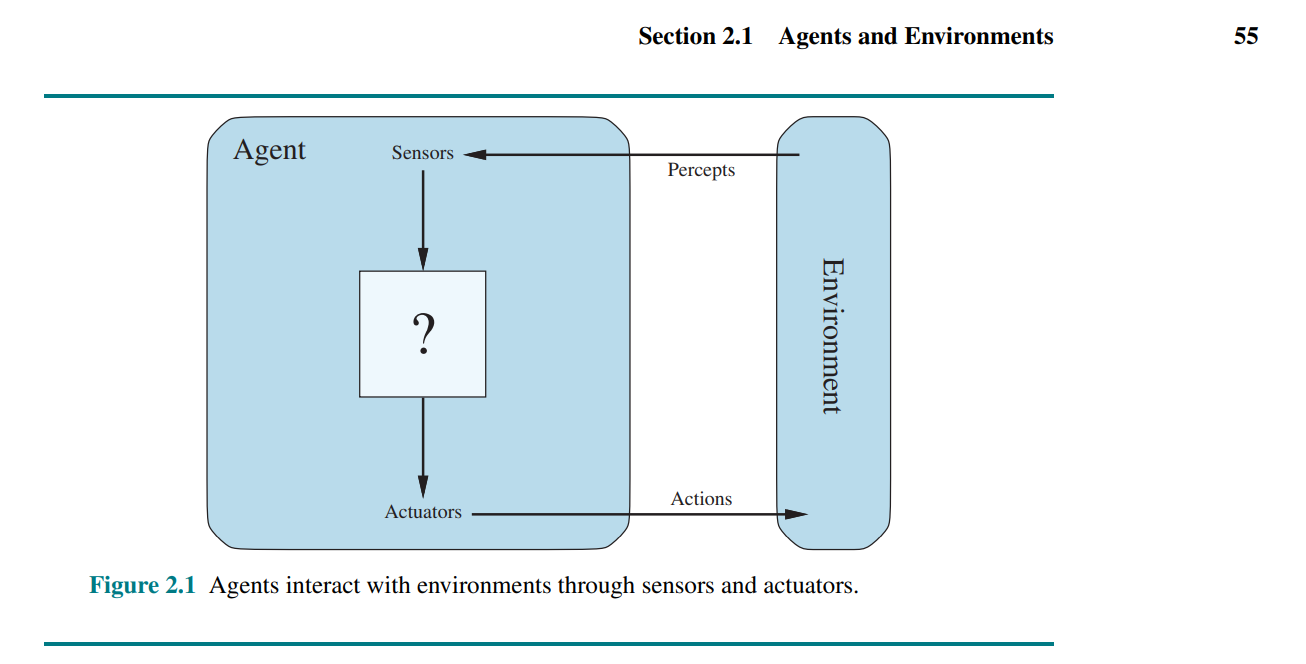 Section 2.1 Agents and Environments 55
Agent
Sensors
Percepts
?
Environment
Actuators
Actions
Figure 2.1 Agents interact with environments through sensors and actuators.